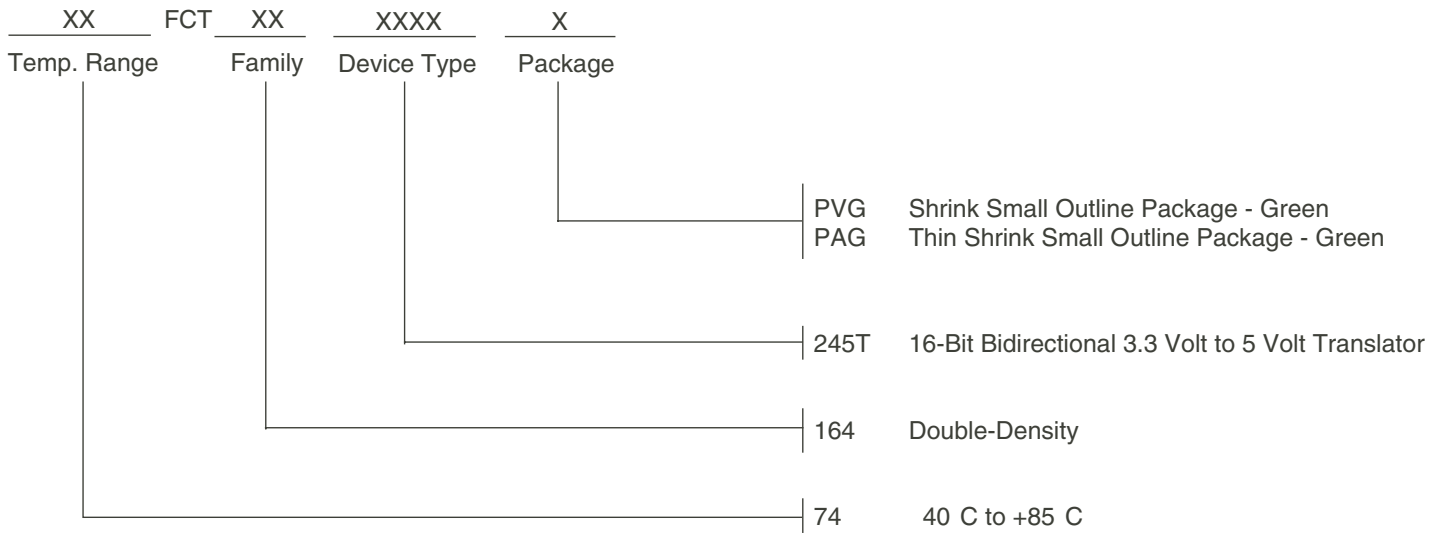 XX FCT XX XXXX X
Temp. Range Family Device Type Package
PVG Shrink Small Outline Package - Green
PAG Thin Shrink Small Outline Package - Green
245T 16-Bit Bidirectional 3.3 Volt to 5 Volt Translator
164 Double-Density
74 40 C to +85 C